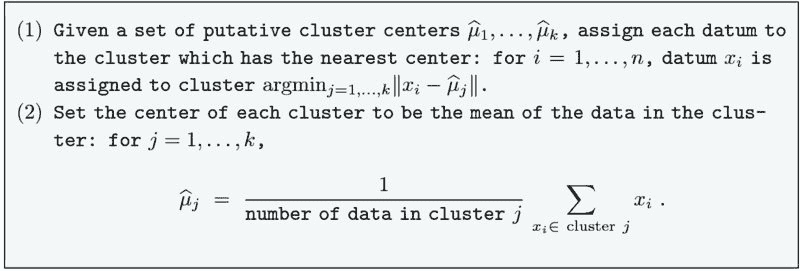 (1) Given a set of putative cluster centers μ̂₁,...,μ̂ₖ, assign each datum to
the cluster which has the nearest center: for i = 1,...,n, datum xᵢ is
assigned to cluster argminⱼ₌₁,...,ₖ‖xᵢ − μ̂ⱼ‖.
(2) Set the center of each cluster to be the mean of the data in the clus-
ter: for j = 1,...,k,
μ̂ⱼ = 1 / number of data in cluster j ∑ xᵢ∈ cluster j xᵢ .